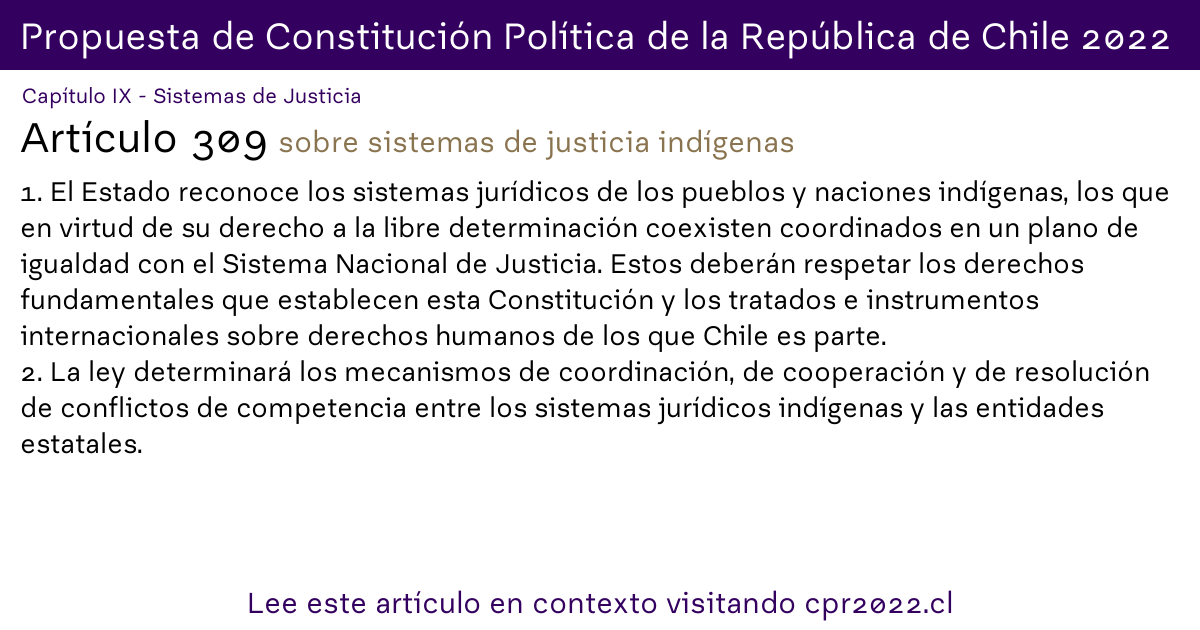 Propuesta de Constitución Política de la República de Chile 2022
Capítulo IX - Sistemas de Justicia
Artículo 309 sobre sistemas de justicia indígenas
1. El Estado reconoce los sistemas jurídicos de los pueblos y naciones indígenas, los que
en virtud de su derecho a la libre determinación coexisten coordinados en un plano de
igualdad con el Sistema Nacional de Justicia. Estos deberán respetar los derechos
fundamentales que establecen esta Constitución y los tratados e instrumentos
internacionales sobre derechos humanos de los que Chile es parte.
2. La ley determinará los mecanismos de coordinación, de cooperación y de resolución
de conflictos de competencia entre los sistemas jurídicos indígenas y las entidades
estatales.
Lee este artículo en contexto visitando cpr2022.cl